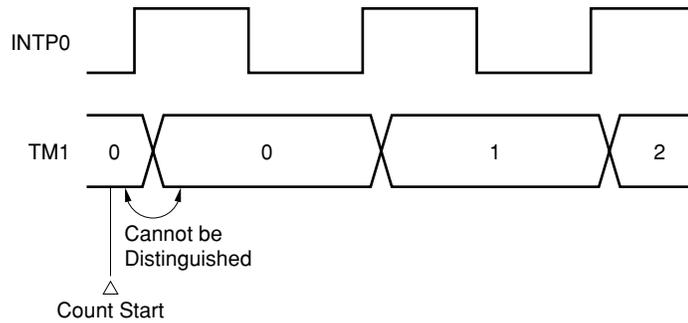 INTP0
TM1
0
0
1
2
Cannot be
Distinguished
Count Start